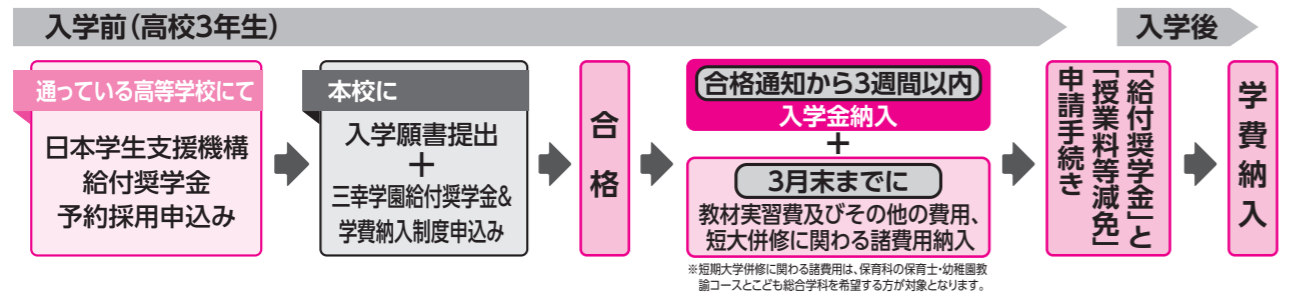 入学前(高校3年生)
入学後
通っている高等学校にて
日本学生支援機構
給付奨学金
予約採用申込み
本校に
入学願書提出
+
三幸学園給付奨学金&
学費納入制度申込み
合格
合格通知から3週間以内
入学金納入
+
3月末までに
教材実習費及びその他の費用、
短大併修に関わる諸費用納入
※短期大学併修に関わる諸費用は、保育科の保育士・幼稚園教
諭コースとこども総合学科を希望する方が対象となります。
「給付奨学金」と
「授業料等減免」
申請手続き
学費納入